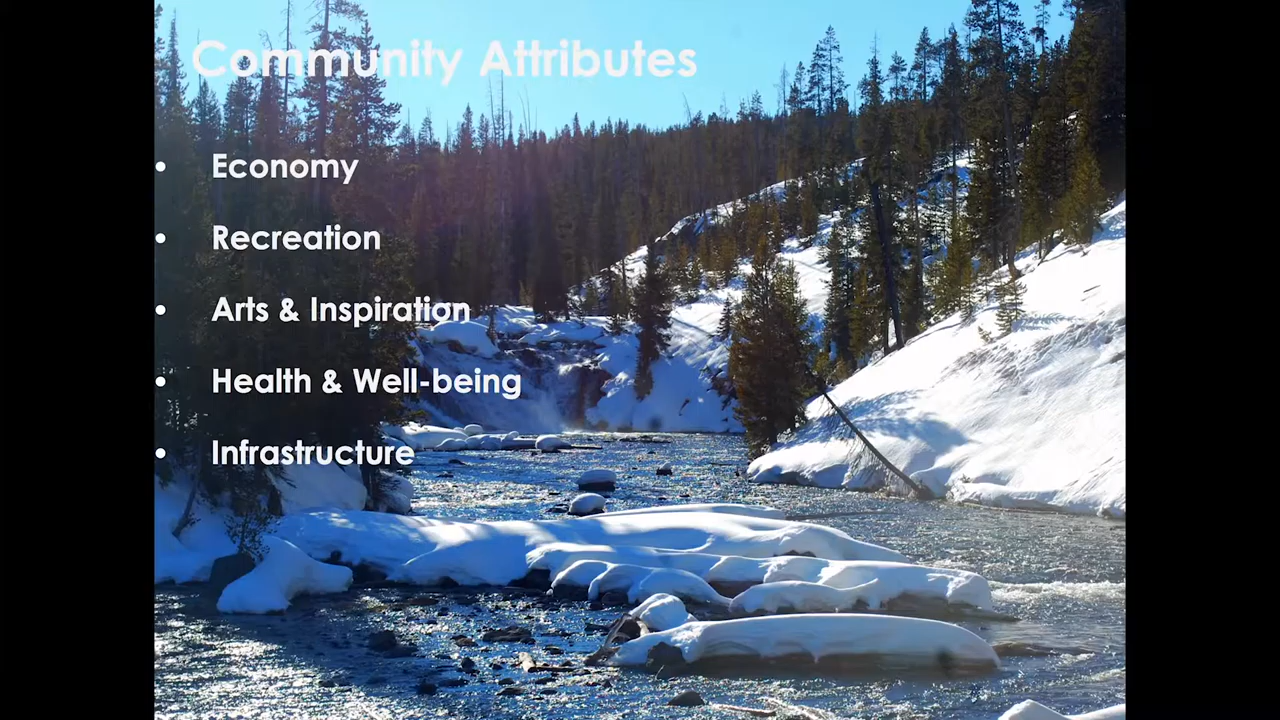 Community Attributes
• Economy
• Recreation
• Arts & Inspiration
• Health & Well-being
• Infrastructure